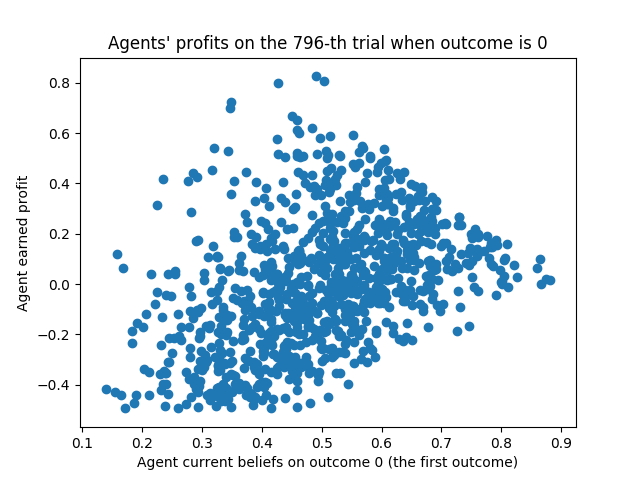 Agents' profits on the 796-th trial when outcome is 0
Agent earned profit
0.8
0.6
0.4
0.2
0.0
−0.2
−0.4
0.1 0.2 0.3 0.4 0.5 0.6 0.7 0.8 0.9
Agent current beliefs on outcome 0 (the first outcome)